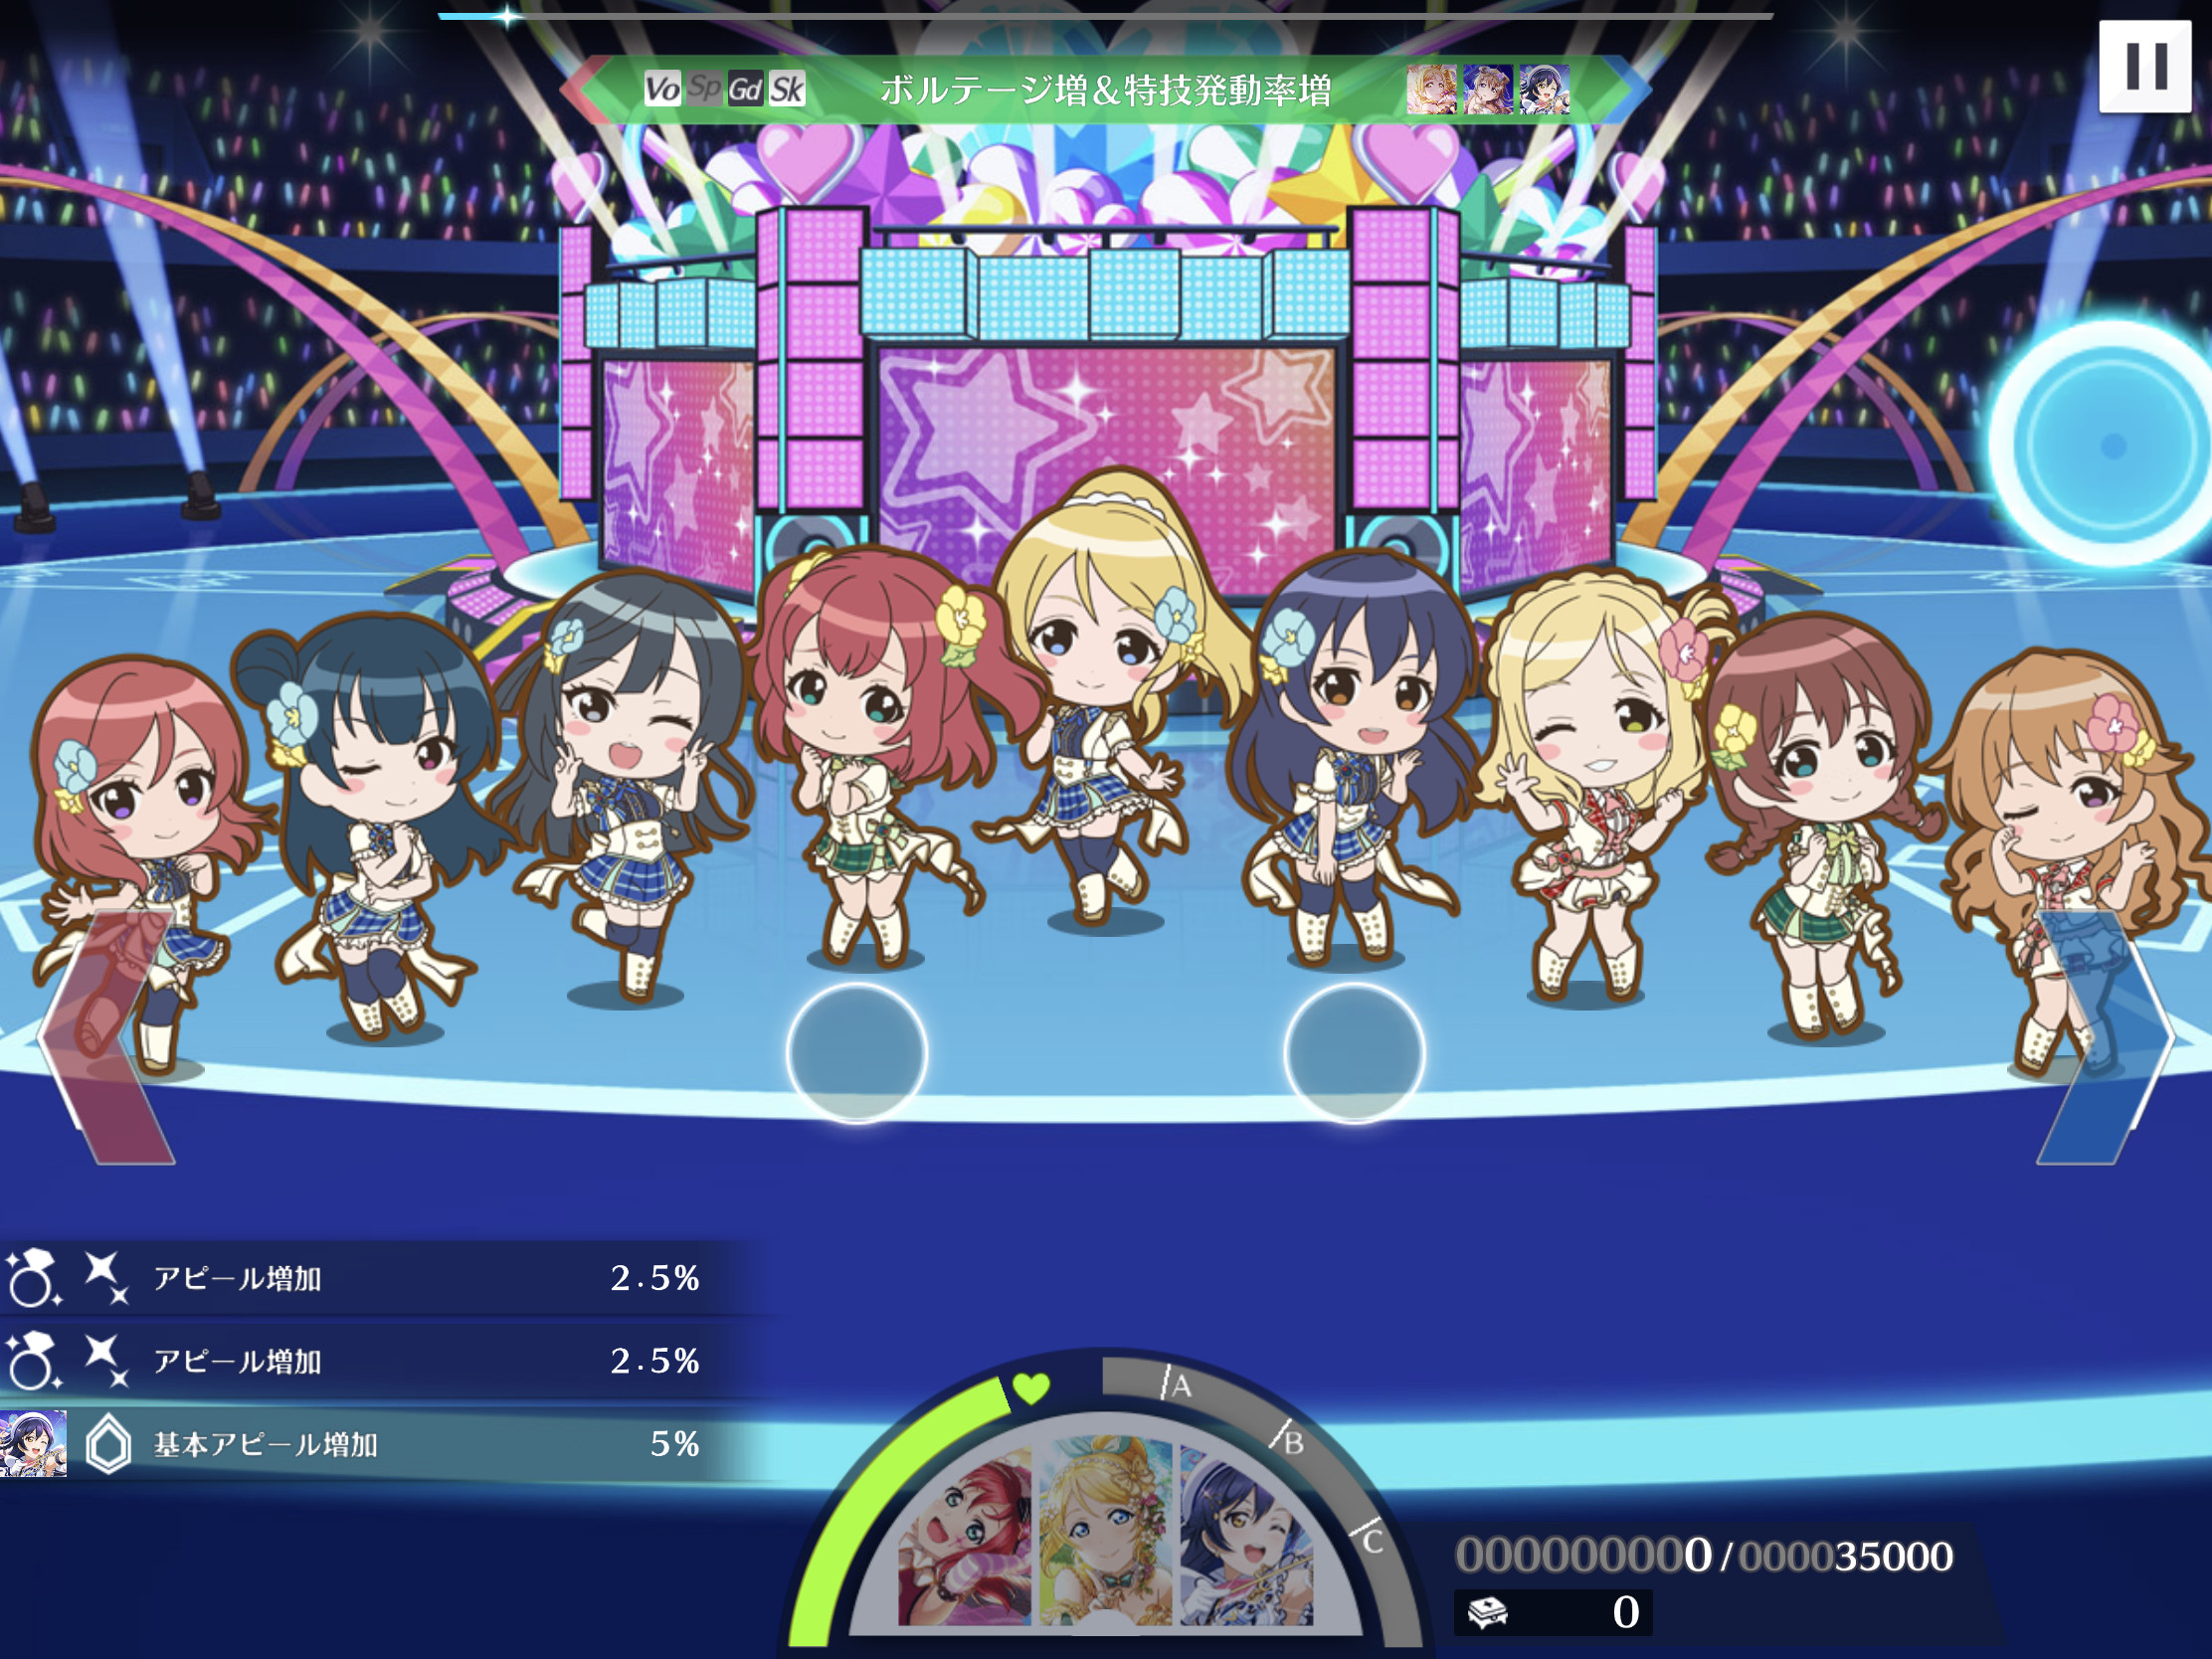 Vo Sp Gd Sk ボルテージ増&特技発動率増
アピール増加 2.5%
アピール増加 2.5%
基本アピール増加 5%
A
B
C
0000000000/000035000
0